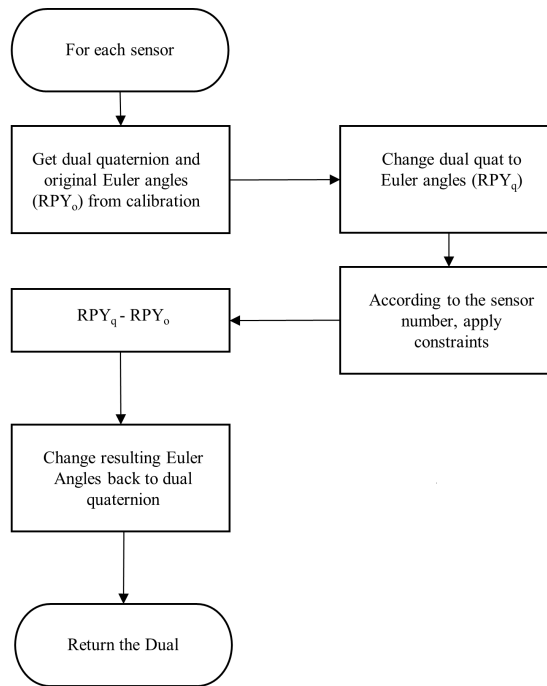 For each sensor
Get dual quaternion and
original Euler angles
(RPYₒ) from calibration
Change dual quat to
Euler angles (RPY_q)
According to the sensor
number, apply
constraints
RPY_q - RPYₒ
Change resulting Euler
Angles back to dual
quaternion
Return the Dual